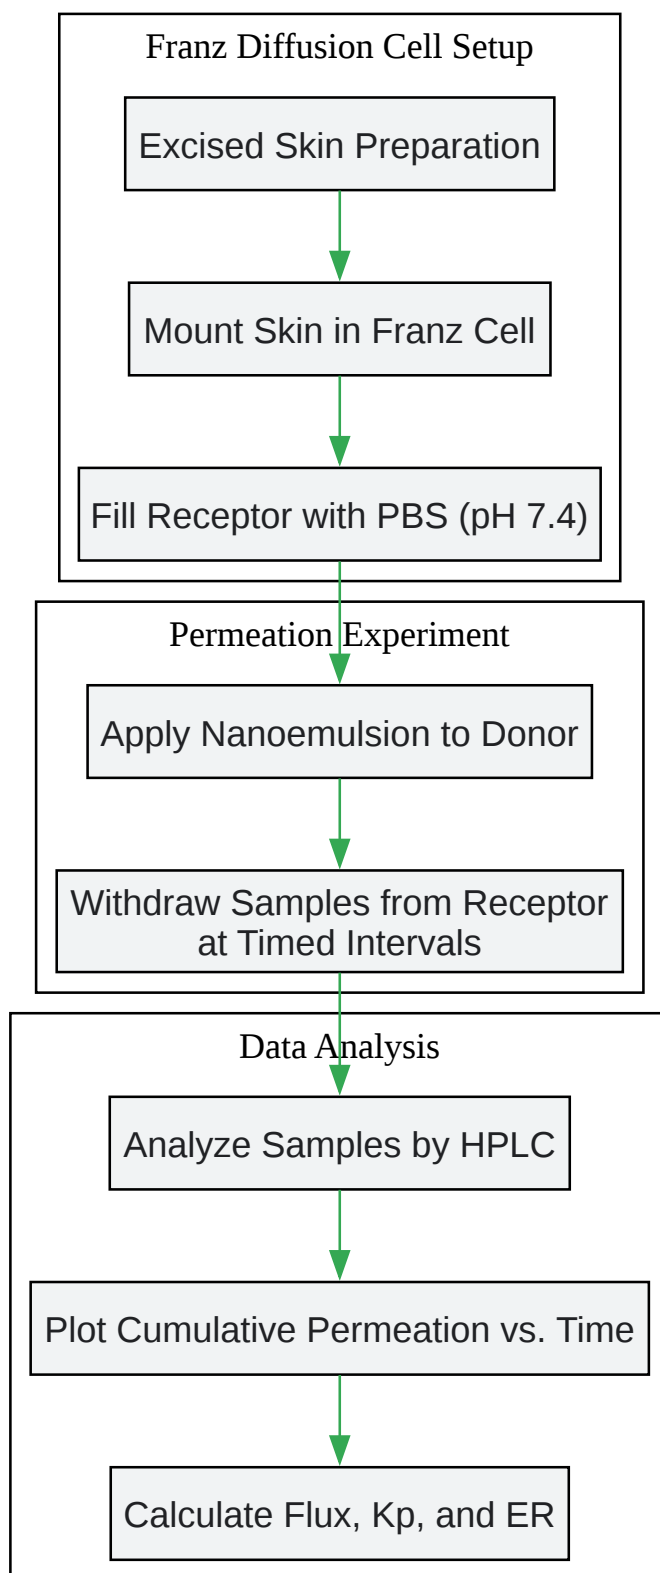 Franz Diffusion Cell Setup
Excised Skin Preparation
Mount Skin in Franz Cell
Fill Receptor with PBS (pH 7.4)
Permeation Experiment
Apply Nanoemulsion to Donor
Withdraw Samples from Receptor
at Timed Intervals
Data Analysis
Analyze Samples by HPLC
Plot Cumulative Permeation vs. Time
Calculate Flux, Kp, and ER